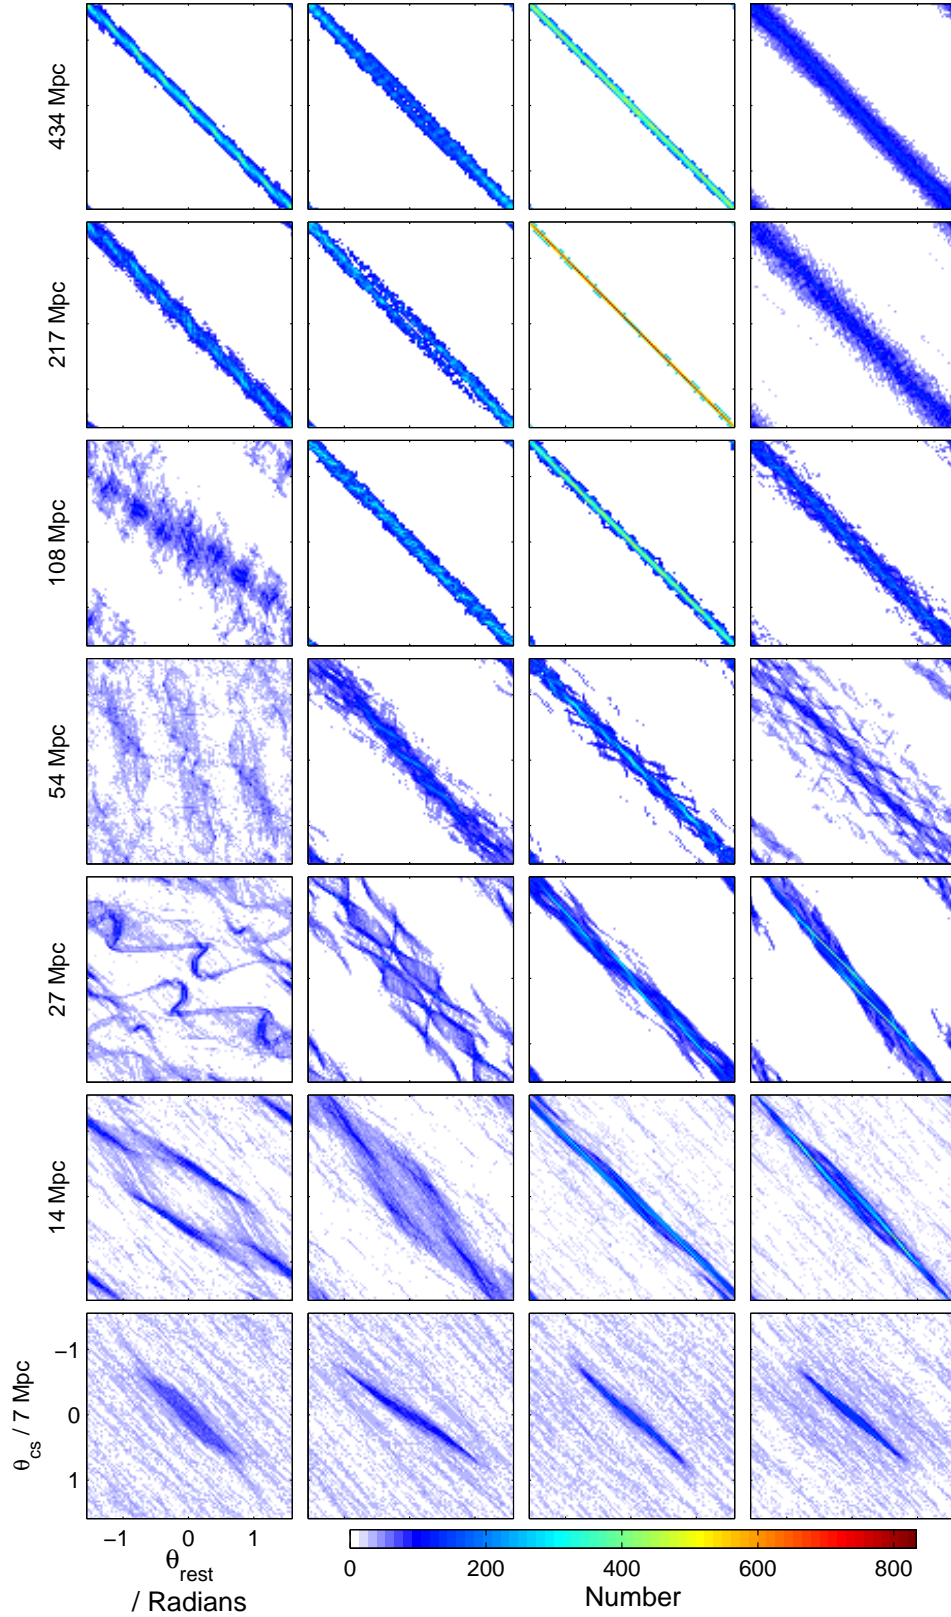 434 Mpc
217 Mpc
108 Mpc
54 Mpc
27 Mpc
14 Mpc
θcs / 7 Mpc
−1
0
1
−1 0 1
θrest
/ Radians
0 200 400 600 800
Number